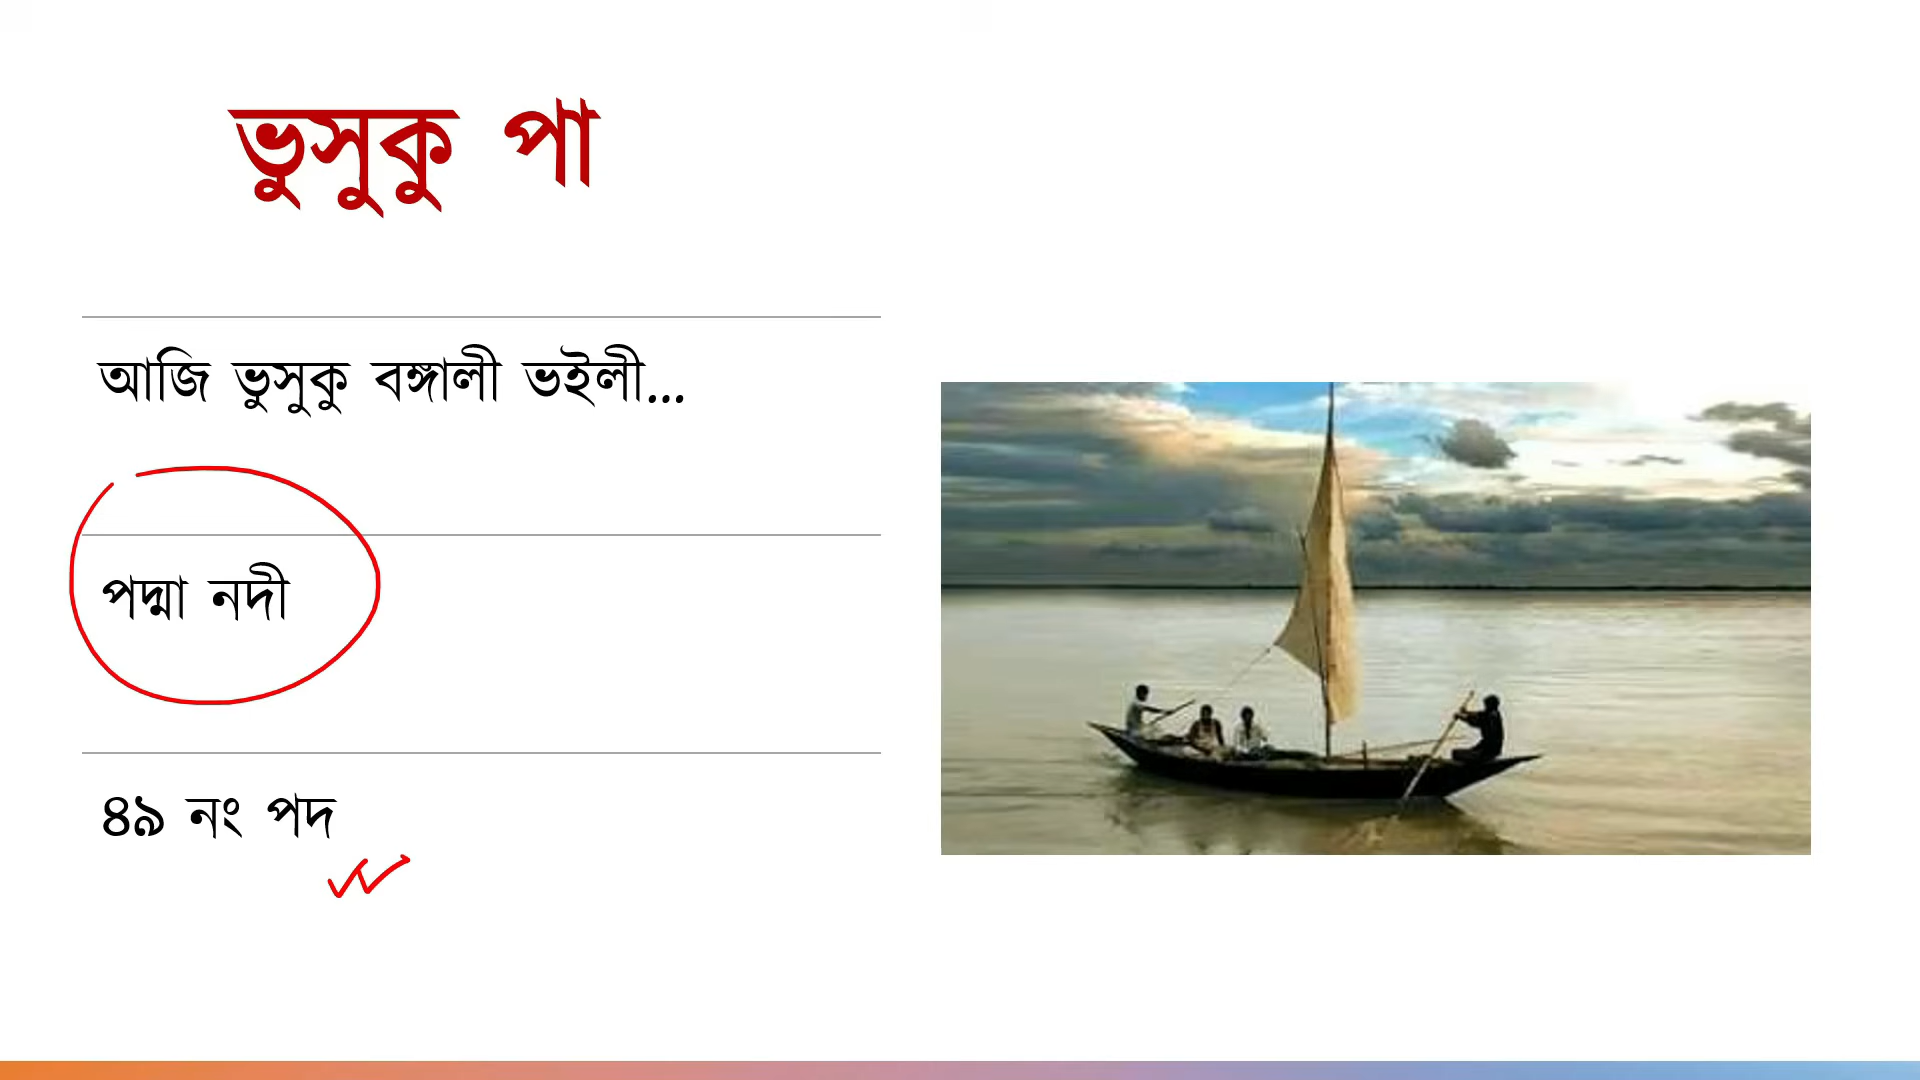 ভুসুকু পা
আজি ভুসুকু বঙ্গালী ভইলী...
পদ্মা নদী
৪৯ নং পদ